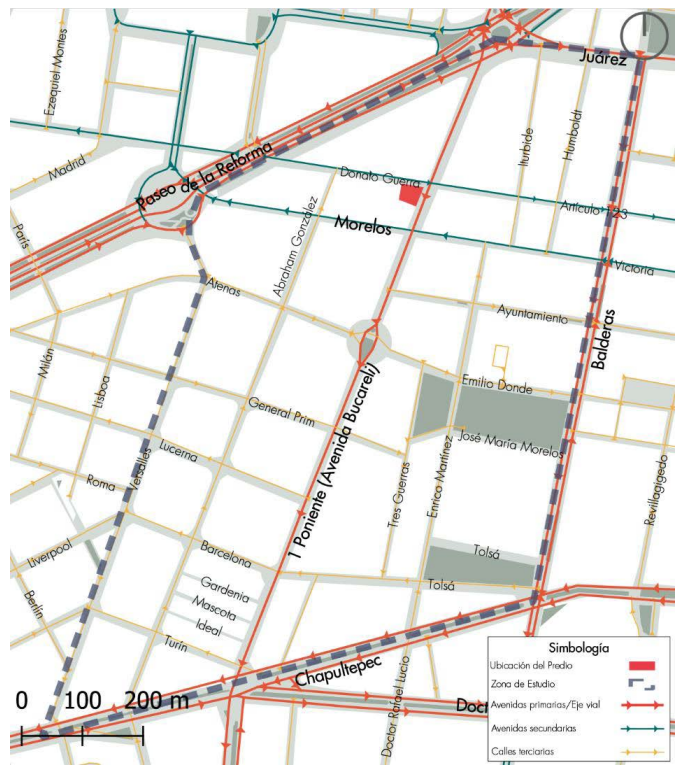 Ezequiel Montes
Juárez
Madrid
Paseo de la Reforma
Donato Guerra
Iturbide
Humboldt
Artículo 123
Morelos
París
Abraham González
Victoria
Atenas
Ayuntamiento
Balderas
Milán
Lisboa
Emilio Donde
General Prim
1 Poniente (Avenida Bucareli)
José María Morelos
Lucerna
Versalles
Roma
Tres Guerras
Enrico Martínez
Revillagigedo
Liverpool
Barcelona
Tolsá
Tolsá
Gardenia
Mascota
Ideal
Berlín
Turín
Chapultepec
Doctor Rafael Lucio
Doct
0 100 200 m
Simbología
Ubicación del Predio
Zona de Estudio
Avenidas primarias/Eje vial
Avenidas secundarias
Calles terciarias